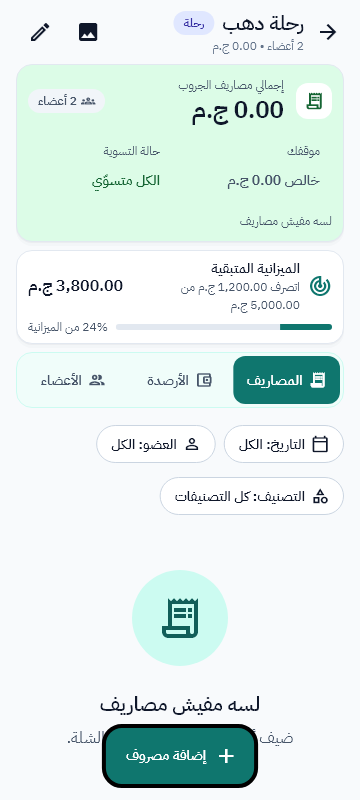 رحلة دهب رحلة
2 أعضاء • 0.00 ج.م
إجمالي مصاريف الجروب
0.00 ج.م
2 أعضاء
موقفك
حالة التسوية
خالص 0.00 ج.م
الكل متسوّي
لسه مفيش مصاريف
الميزانية المتبقية
اتصرف 1,200.00 ج.م من
5,000.00 ج.م
3,800.00 ج.م
24% من الميزانية
المصاريف
الأرصدة
الأعضاء
التاريخ: الكل
العضو: الكل
التصنيف: كل التصنيفات
لسه مفيش مصاريف
ضيف
الشلة.
إضافة مصروف